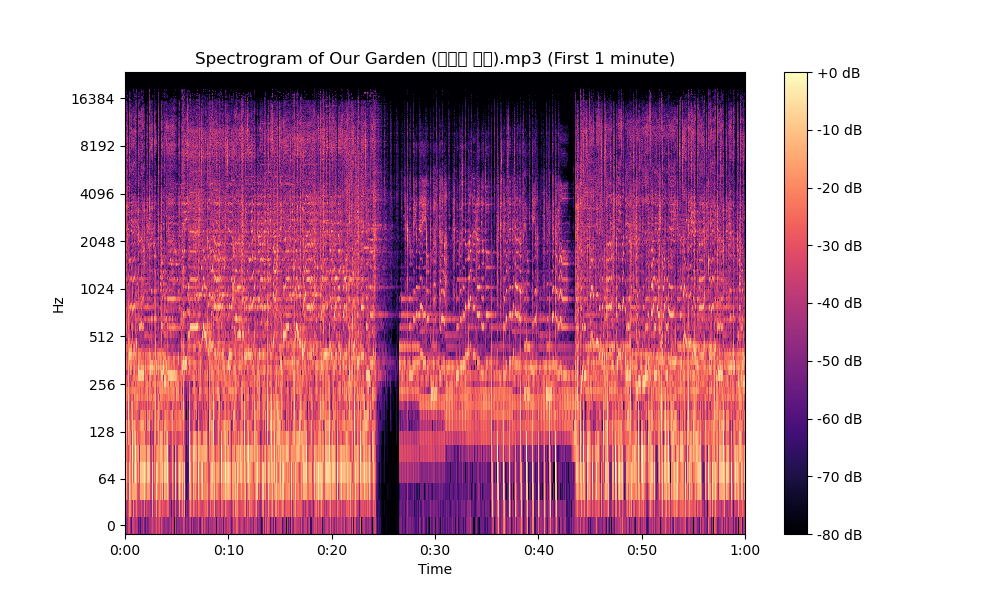 Spectrogram of Our Garden (□□□ □□).mp3 (First 1 minute)
Hz
16384
8192
4096
2048
1024
512
256
128
64
0
0:00 0:10 0:20 0:30 0:40 0:50 1:00
Time
+0 dB
-10 dB
-20 dB
-30 dB
-40 dB
-50 dB
-60 dB
-70 dB
-80 dB